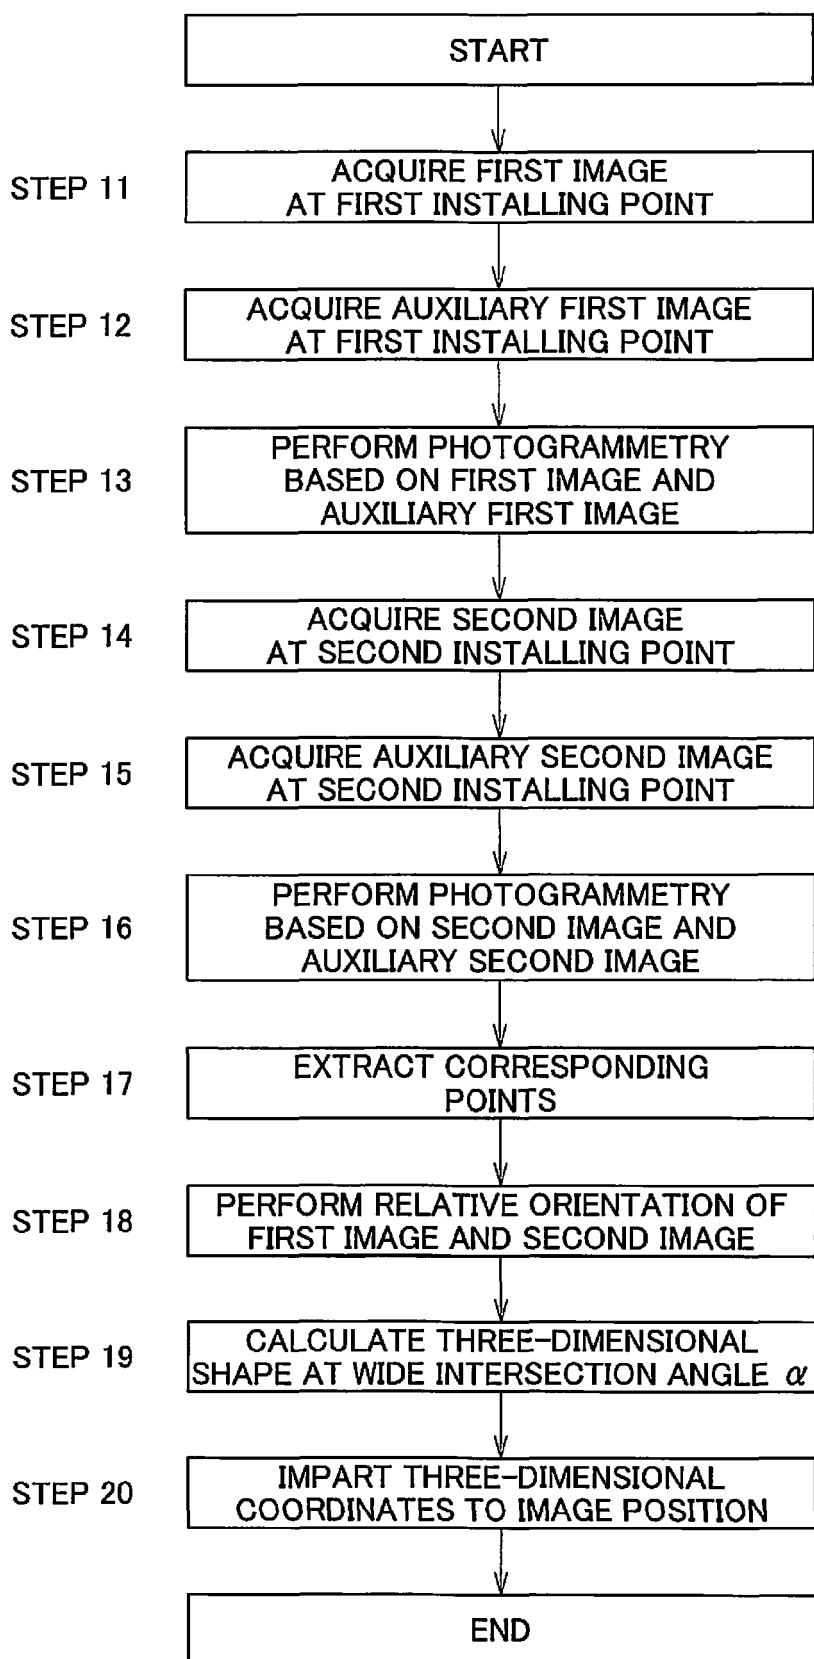 START
STEP 11
ACQUIRE FIRST IMAGE
AT FIRST INSTALLING POINT
STEP 12
ACQUIRE AUXILIARY FIRST IMAGE
AT FIRST INSTALLING POINT
STEP 13
PERFORM PHOTOGRAMMETRY
BASED ON FIRST IMAGE AND
AUXILIARY FIRST IMAGE
STEP 14
ACQUIRE SECOND IMAGE
AT SECOND INSTALLING POINT
STEP 15
ACQUIRE AUXILIARY SECOND IMAGE
AT SECOND INSTALLING POINT
STEP 16
PERFORM PHOTOGRAMMETRY
BASED ON SECOND IMAGE AND
AUXILIARY SECOND IMAGE
STEP 17
EXTRACT CORRESPONDING
POINTS
STEP 18
PERFORM RELATIVE ORIENTATION OF
FIRST IMAGE AND SECOND IMAGE
STEP 19
CALCULATE THREE-DIMENSIONAL
SHAPE AT WIDE INTERSECTION ANGLE α
STEP 20
IMPART THREE-DIMENSIONAL
COORDINATES TO IMAGE POSITION
END